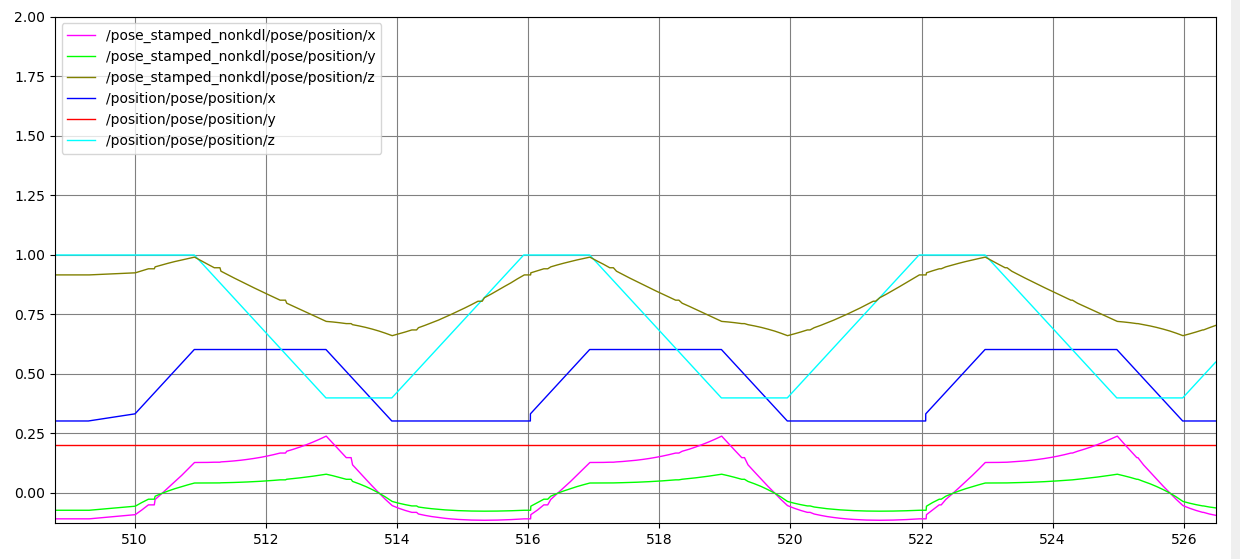 2.00
1.75
1.50
1.25
1.00
0.75
0.50
0.25
0.00
/pose_stamped_nonkdl/pose/position/x
/pose_stamped_nonkdl/pose/position/y
/pose_stamped_nonkdl/pose/position/z
/position/pose/position/x
/position/pose/position/y
/position/pose/position/z
510 512 514 516 518 520 522 524 526